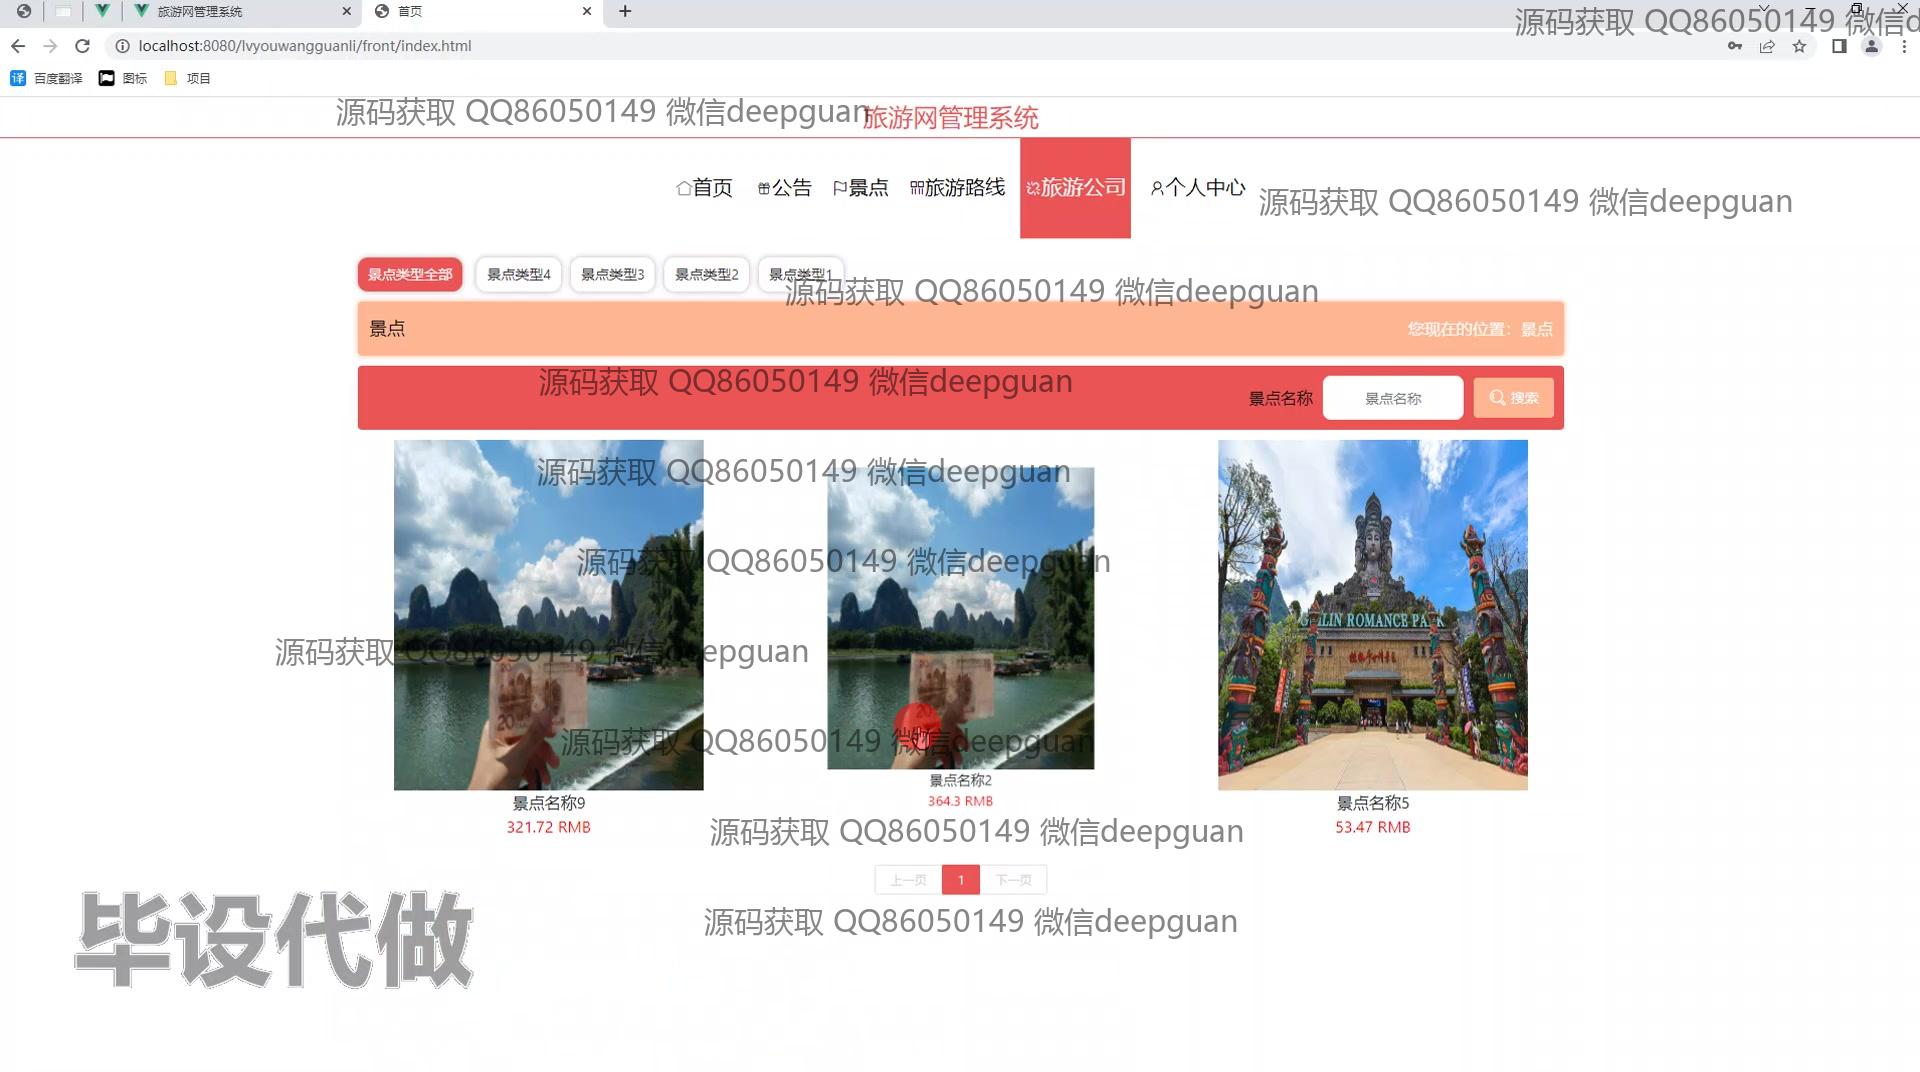 旅游网管理系统
首页
源码获取 QQ86050149 微信d
localhost:8080/lvyouwangguanli/front/index.html
百度翻译
图标
项目
源码获取 QQ86050149 微信deepguan
旅游网管理系统
首页
公告
景点
旅游路线
旅游公司
个人中心
源码获取 QQ86050149 微信deepguan
景点类型全部
景点类型4
景点类型3
景点类型2
景点类型1
源码获取 QQ86050149 微信deepguan
景点
您现在的位置：景点
源码获取 QQ86050149 微信deepguan
景点名称
景点名称
搜索
源码获取 QQ86050149 微信deepguan
源码获取 QQ86050149 微信deepguan
GUILIN ROMANCE PARK
源码获取 QQ86050149 微信deepguan
20
源码获取 QQ86050149 微信deepguan
景点名称9
321.72 RMB
景点名称2
364.3 RMB
景点名称5
53.47 RMB
源码获取 QQ86050149 微信deepguan
上一页
1
下一页
源码获取 QQ86050149 微信deepguan
毕设代做